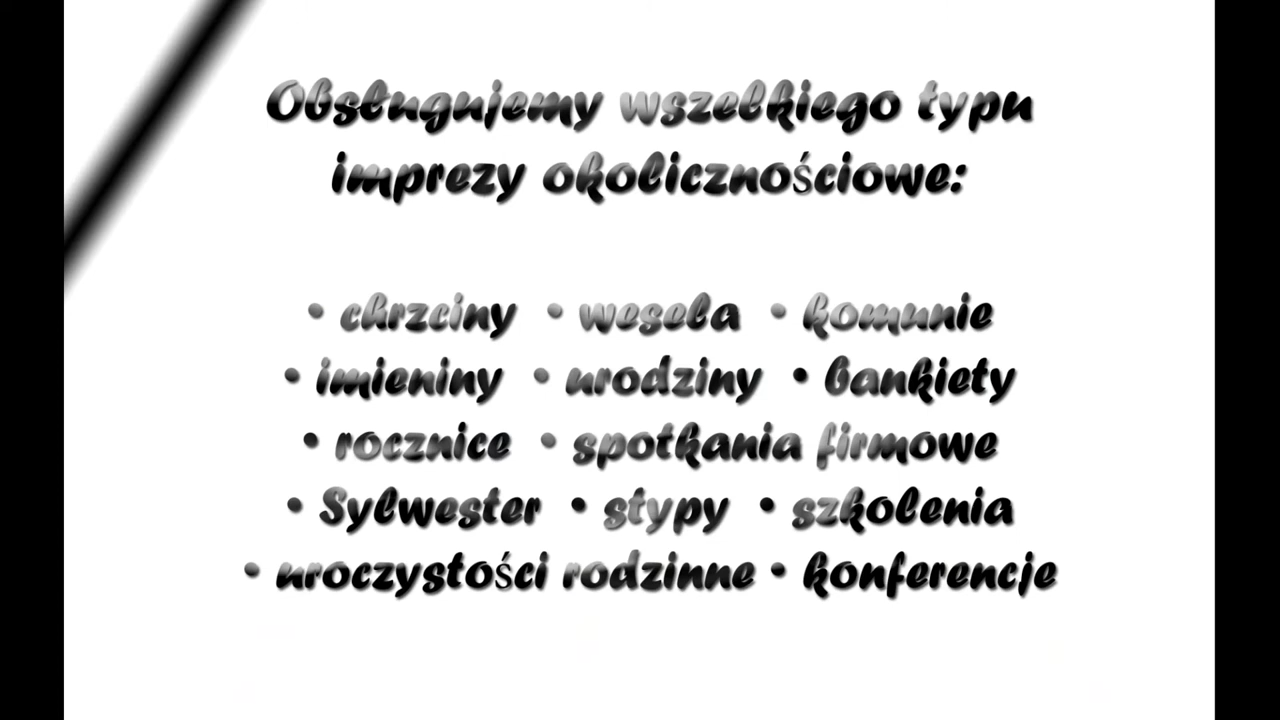 Obsługujemy wszelkiego typu
imprezy okolicznościowe:
• chrzciny • wesela • komunie
• imieniny • urodziny • bankiety
• rocznice • spotkania firmowe
• Sylwester • stypy • szkolenia
• uroczystości rodzinne • konferencje